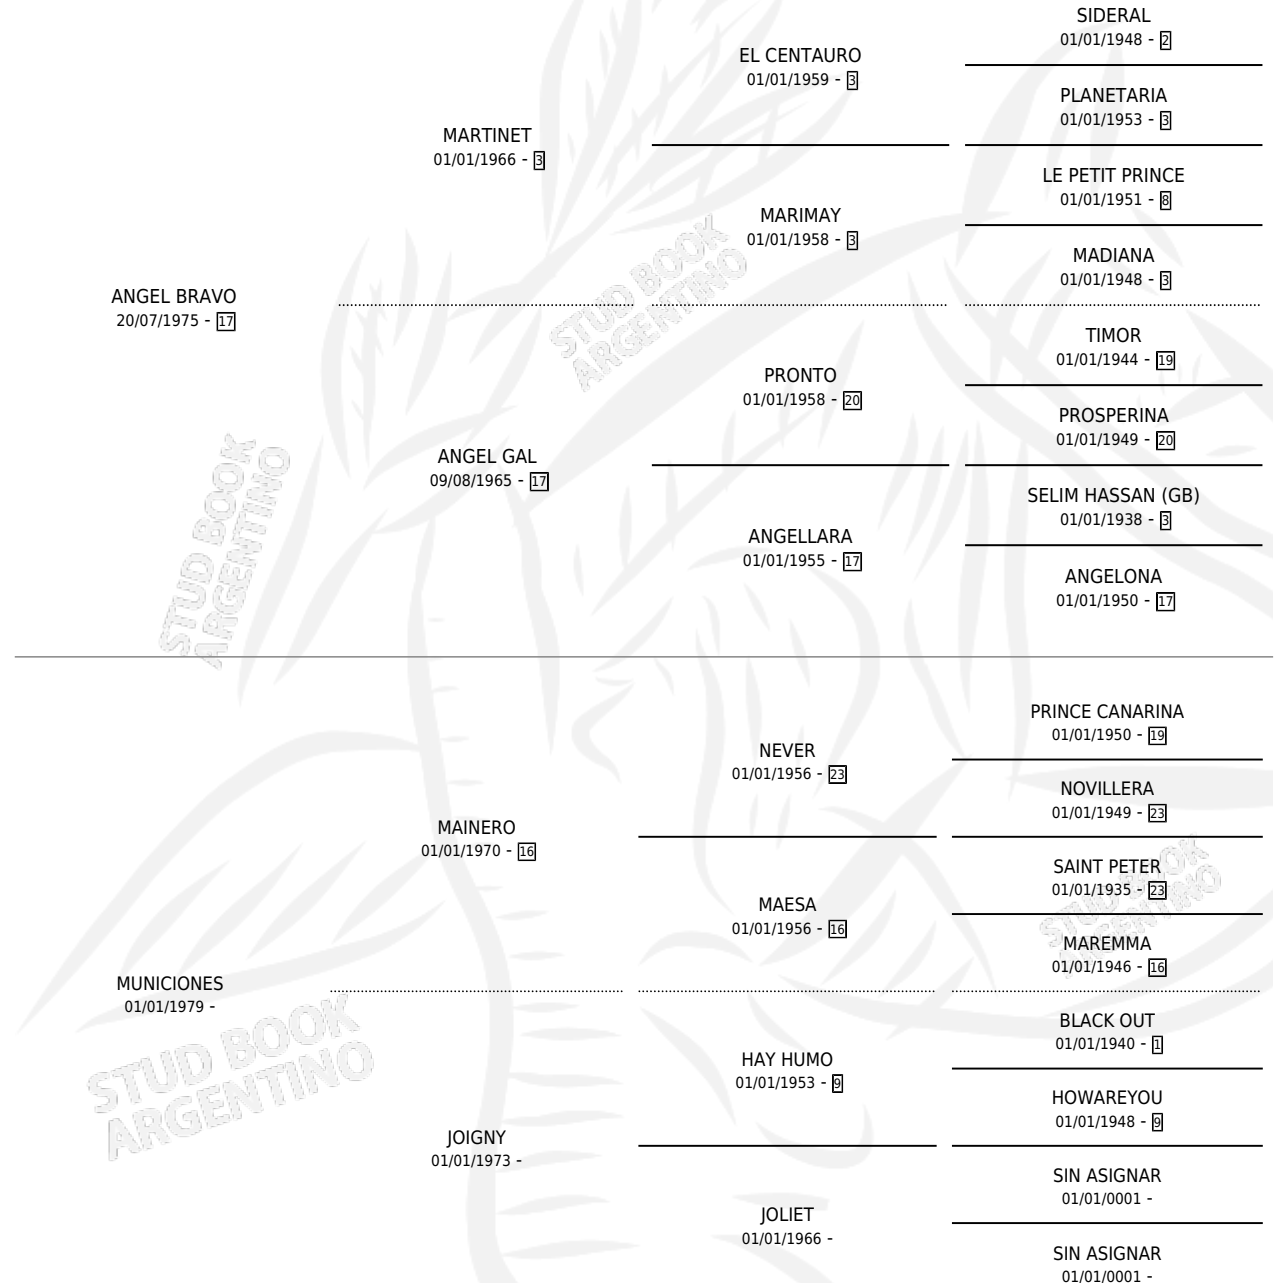 SIDERAL
01/01/1948 - 2
EL CENTAURO
01/01/1959 - 3
PLANETARIA
01/01/1953 - 3
MARTINET
01/01/1966 - 3
LE PETIT PRINCE
01/01/1951 - 8
MARIMAY
01/01/1958 - 3
MADIANA
01/01/1948 - 3
ANGEL BRAVO
20/07/1975 - 17
TIMOR
01/01/1944 - 19
PRONTO
01/01/1958 - 20
PROSPERINA
01/01/1949 - 20
ANGEL GAL
09/08/1965 - 17
SELIM HASSAN (GB)
01/01/1938 - 3
ANGELLARA
01/01/1955 - 17
ANGELONA
01/01/1950 - 17
STUD BOOK
ARGENTINO
STUD BOOK
ARGENTINO
PRINCE CANARINA
01/01/1950 - 19
NEVER
01/01/1956 - 23
NOVILLERA
01/01/1949 - 23
MAINERO
01/01/1970 - 16
SAINT PETER
01/01/1935 - 23
MAESA
01/01/1956 - 16
MAREMMA
01/01/1946 - 16
MUNICIONES
01/01/1979 -
BLACK OUT
01/01/1940 - 1
HAY HUMO
01/01/1953 - 9
HOWAREYOU
01/01/1948 - 9
JOIGNY
01/01/1973 -
SIN ASIGNAR
01/01/0001 -
JOLIET
01/01/1966 -
SIN ASIGNAR
01/01/0001 -
STUD BOOK
ARGENTINO
STUD BOOK
ARGENTINO